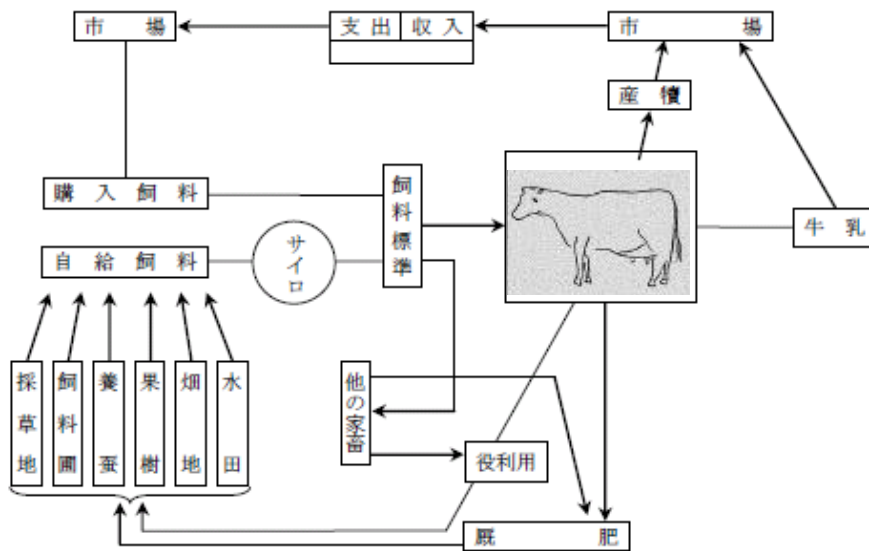 市場
支出
収入
市場
産犢
購入飼料
飼料標準
牛乳
自給飼料
サイロ
採草地
飼料圃
養蚕
果樹
畑地
水田
他の家畜
役利用
厩肥